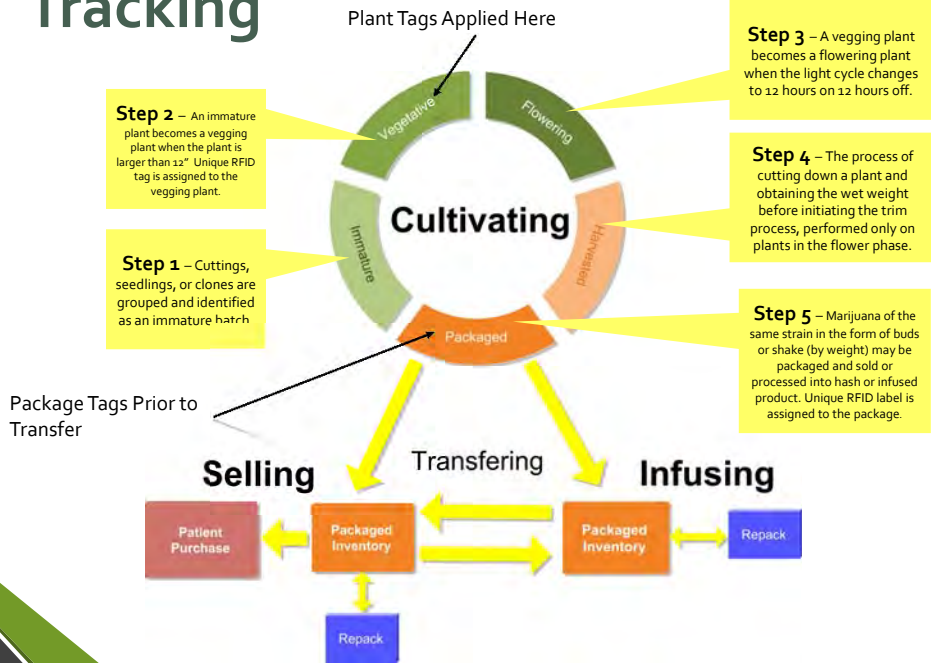 Tracking
Plant Tags Applied Here
Step 3 – A vegging plant
becomes a flowering plant
when the light cycle changes
to 12 hours on 12 hours off.
Step 2 – An immature
plant becomes a vegging
plant when the plant is
larger than 12" Unique RFID
tag is assigned to the
vegging plant.
Vegetative
Flowering
Step 4 – The process of
cutting down a plant and
obtaining the wet weight
before initiating the trim
process, performed only on
plants in the flower phase.
Cultivating
Immature
Harvested
Step 1 – Cuttings,
seedlings, or clones are
grouped and identified
as an immature batch
Step 5 – Marijuana of the
same strain in the form of buds
or shake (by weight) may be
packaged and sold or
processed into hash or infused
product. Unique RFID label is
assigned to the package.
Packaged
Package Tags Prior to
Transfer
Selling
Transfering
Infusing
Patient
Purchase
Packaged
Inventory
Packaged
Inventory
Repack
Repack